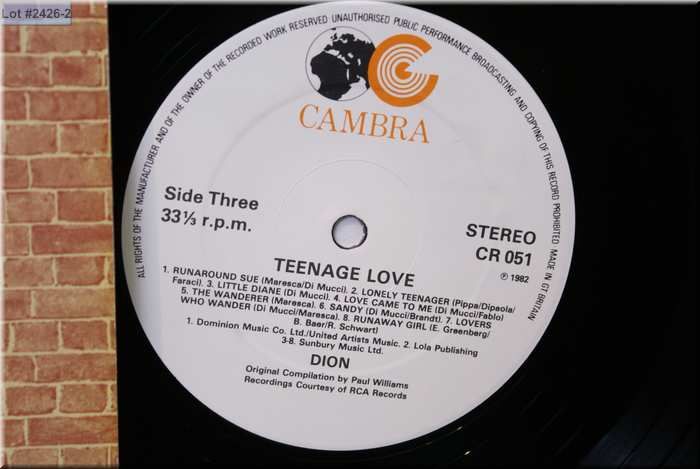 Lot #2426-2
ALL RIGHTS OF THE MANUFACTURER AND OF THE OWNER OF THE RECORDED WORK RESERVED UNAUTHORISED PUBLIC PERFORMANCE BROADCASTING AND COPYING OF THIS RECORD PROHIBITED MADE IN GT BRITAIN
CAMBRA
Side Three
33⅓ r.p.m.
STEREO
CR 051
℗ 1982
TEENAGE LOVE
1. RUNAROUND SUE (Maresca/Di Mucci). 2. LONELY TEENAGER (Pippa/Dipaola/
Faraci). 3. LITTLE DIANE (Di Mucci). 4. LOVE CAME TO ME (Di Mucci/Fablo)
5. THE WANDERER (Maresca). 6. SANDY (Di Mucci/Brandt). 7. LOVERS
WHO WANDER (Di Mucci/Maresca). 8. RUNAWAY GIRL (E. Greenberg/
B. Baer/R. Schwart)
1. Dominion Music Co. Ltd./United Artists Music. 2. Lola Publishing
3-8. Sunbury Music Ltd.
DION
Original Compilation by Paul Williams
Recordings Courtesy of RCA Records